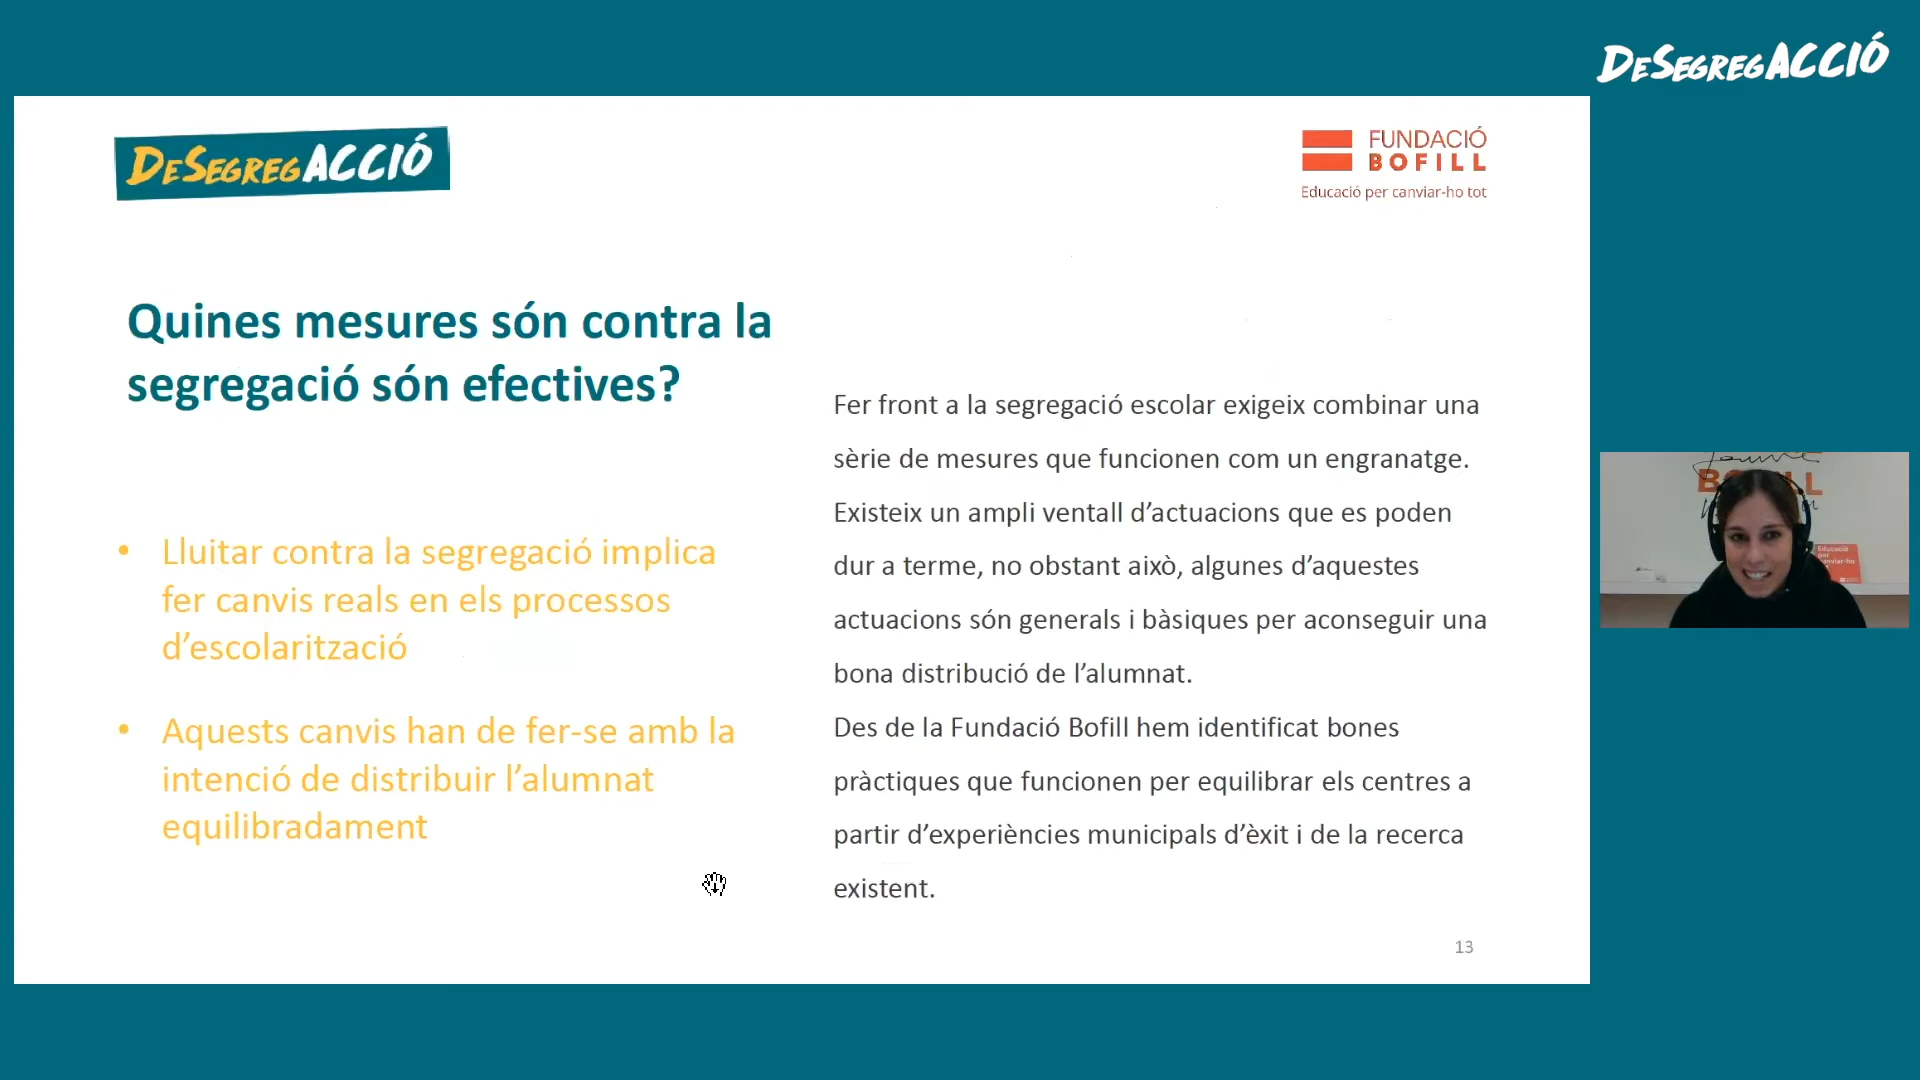 DESEGREGACCIÓ
DESEGREGACCIÓ
FUNDACIÓ
BOFILL
Educació per canviar-ho tot
Quines mesures són contra la
segregació són efectives?
• Lluitar contra la segregació implica
fer canvis reals en els processos
d’escolarització
• Aquests canvis han de fer-se amb la
intenció de distribuir l’alumnat
equilibradament
Fer front a la segregació escolar exigeix combinar una
sèrie de mesures que funcionen com un engranatge.
Existeix un ampli ventall d’actuacions que es poden
dur a terme, no obstant això, algunes d’aquestes
actuacions són generals i bàsiques per aconseguir una
bona distribució de l’alumnat.
Des de la Fundació Bofill hem identificat bones
pràctiques que funcionen per equilibrar els centres a
partir d’experiències municipals d’èxit i de la recerca
existent.
13
Jaume
Educació
per
canviar-ho